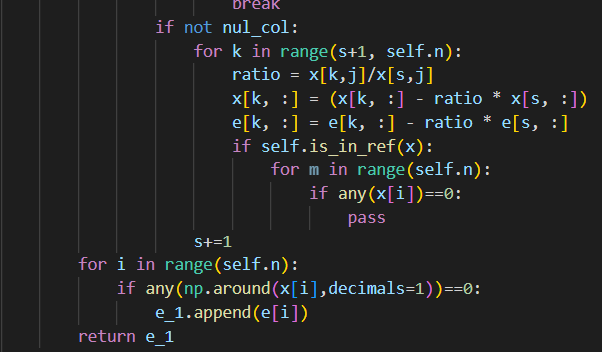 break
if not nul_col:
for k in range(s+1, self.n):
ratio = x[k,j]/x[s,j]
x[k, :] = (x[k, :] - ratio * x[s, :])
e[k, :] = e[k, :] - ratio * e[s, :]
if self.is_in_ref(x):
for m in range(self.n):
if any(x[i])==0:
pass
s+=1
for i in range(self.n):
if any(np.around(x[i],decimals=1))==0:
e_1.append(e[i])
return e_1